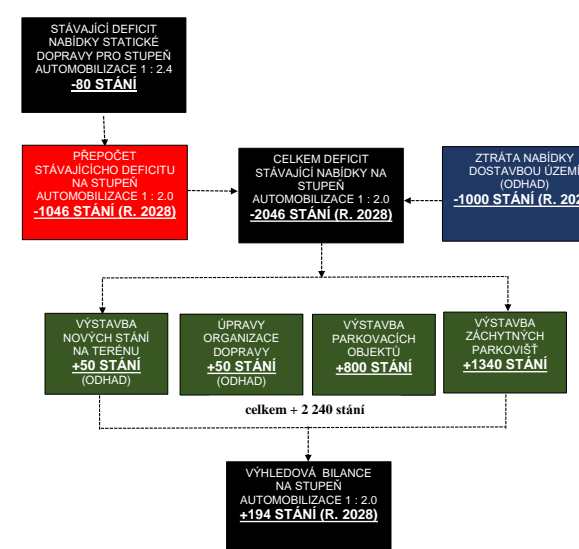 STÁVAJÍCÍ DEFICIT
NABÍDKY STATICKÉ
DOPRAVY PRO STUPEŇ
AUTOMOBILIZACE 1 : 2.4
-80 STÁNÍ
PŘEPOČET
STÁVAJÍCÍCHO DEFICITU
NA STUPEŇ
AUTOMOBILIZACE 1 : 2.0
-1046 STÁNÍ (R. 2028)
CELKEM DEFICIT
STÁVAJÍCÍ NABÍDKY NA
STUPEŇ
AUTOMOBILIZACE 1 : 2.0
-2046 STÁNÍ (R. 2028)
ZTRÁTA NABÍDKY
DOSTAVBOU ÚZEMÍ
(ODHAD)
-1000 STÁNÍ (R. 202
VÝSTAVBA
NOVÝCH STÁNÍ
NA TERÉNU
+50 STÁNÍ
(ODHAD)
ÚPRAVY
ORGANIZACE
DOPRAVY
+50 STÁNÍ
(ODHAD)
VÝSTAVBA
PARKOVACÍCH
OBJEKTŮ
+800 STÁNÍ
VÝSTAVBA
ZÁCHYTNÝCH
PARKOVIŠŤ
+1340 STÁNÍ
celkem + 2 240 stání
VÝHLEDOVÁ BILANCE
NA STUPEŇ
AUTOMOBILIZACE 1 : 2.0
+194 STÁNÍ (R. 2028)